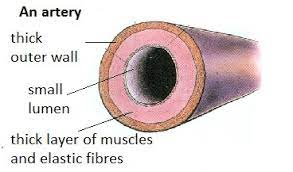 An artery
thick
outer wall
small
lumen
thick layer of muscles
and elastic fibres